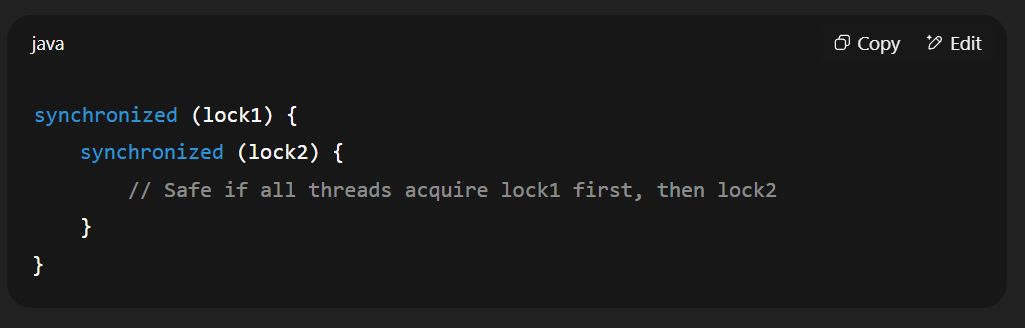 java Copy Edit
synchronized (lock1) {
    synchronized (lock2) {
        // Safe if all threads acquire lock1 first, then lock2
    }
}